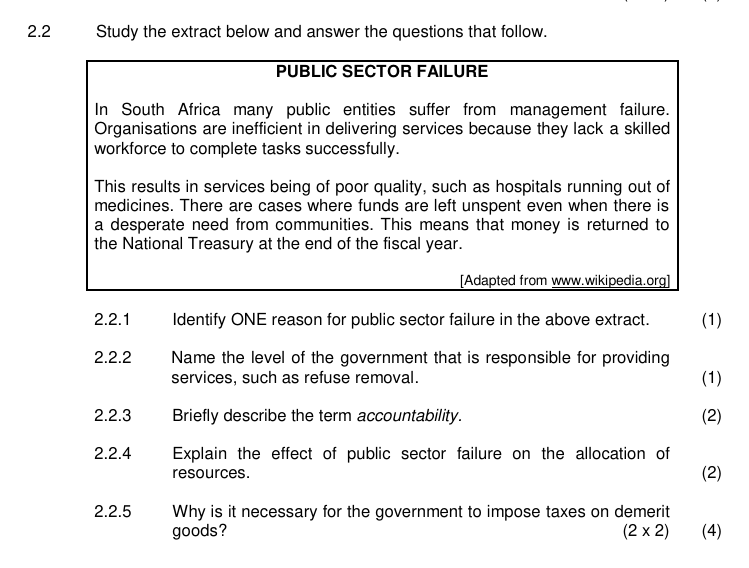 2.2 Study the extract below and answer the questions that follow.
PUBLIC SECTOR FAILURE
In South Africa many public entities suffer from management failure.
Organisations are inefficient in delivering services because they lack a skilled
workforce to complete tasks successfully.
This results in services being of poor quality, such as hospitals running out of
medicines. There are cases where funds are left unspent even when there is
a desperate need from communities. This means that money is returned to
the National Treasury at the end of the fiscal year.
[Adapted from www.wikipedia.org]
2.2.1 Identify ONE reason for public sector failure in the above extract. (1)
2.2.2 Name the level of the government that is responsible for providing
services, such as refuse removal. (1)
2.2.3 Briefly describe the term accountability. (2)
2.2.4 Explain the effect of public sector failure on the allocation of
resources. (2)
2.2.5 Why is it necessary for the government to impose taxes on demerit
goods? (2 x 2) (4)